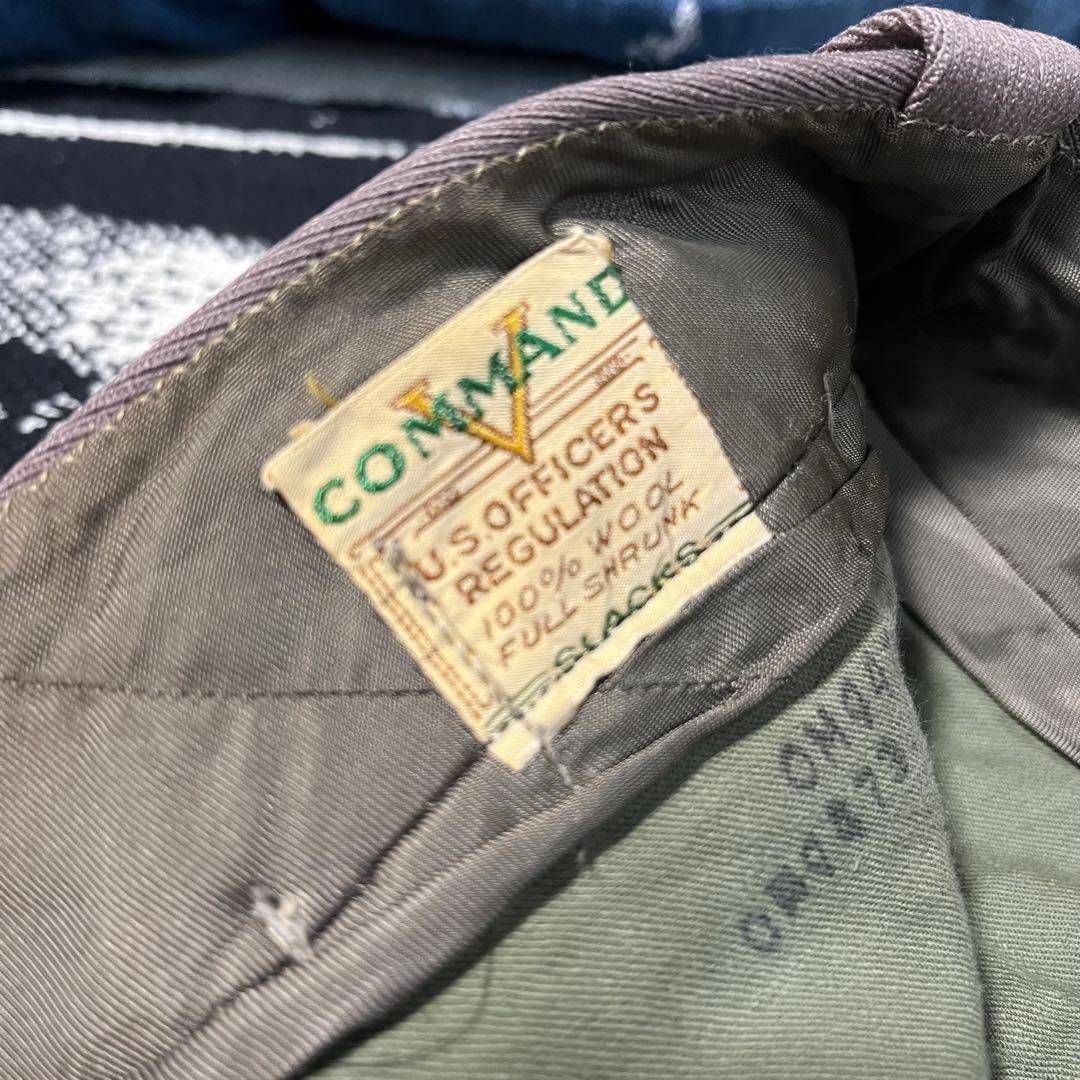 COMMAND
V
U.S. OFFICERS
REGULATION
100% WOOL
FULL SHRUNK
SLACKS